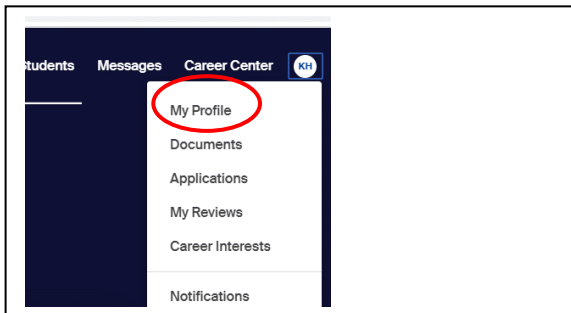 Students Messages Career Center KH
My Profile
Documents
Applications
My Reviews
Career Interests
Notifications